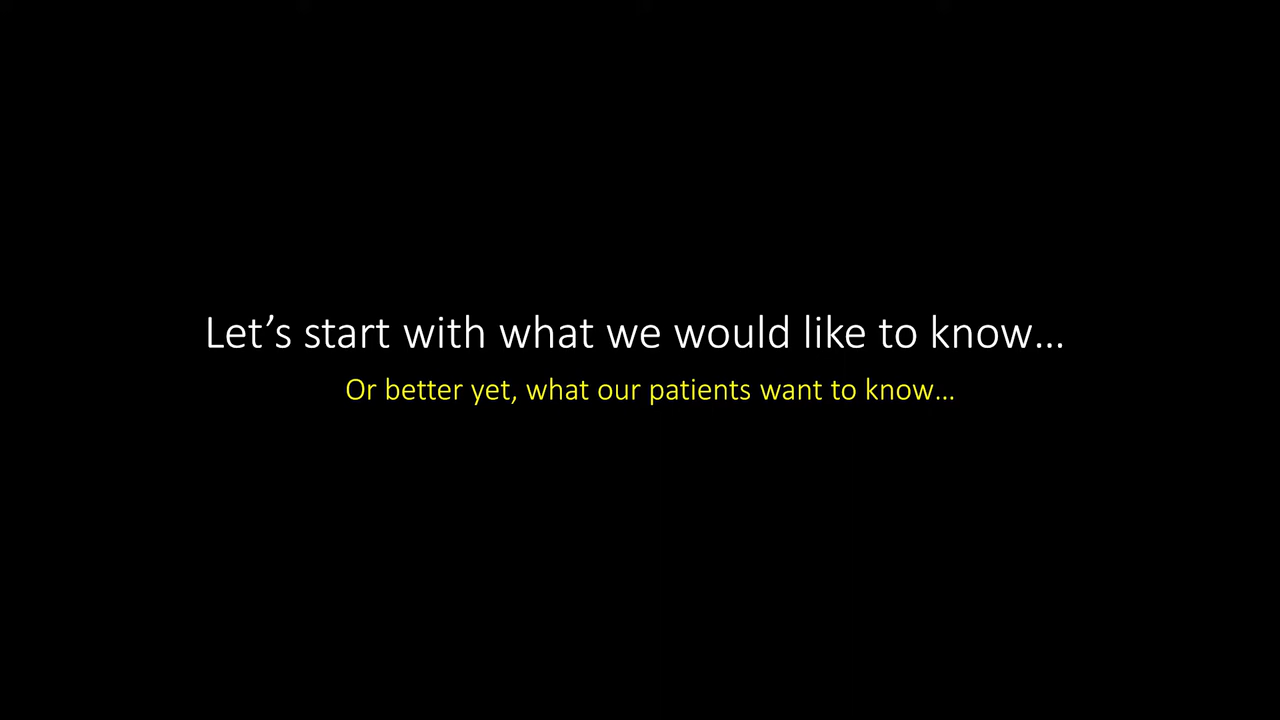 Let’s start with what we would like to know…
Or better yet, what our patients want to know…